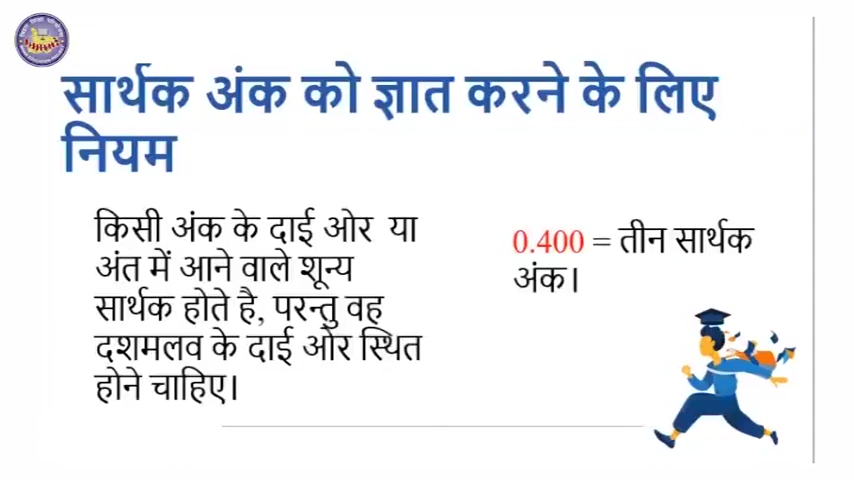 सार्थक अंक को ज्ञात करने के लिए
नियम
किसी अंक के दाई ओर या
अंत में आने वाले शून्य
सार्थक होते है, परन्तु वह
दशमलव के दाई ओर स्थित
होने चाहिए।
0.400 = तीन सार्थक
अंक।